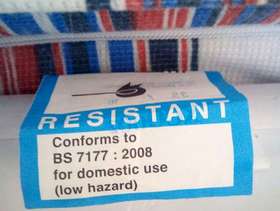 RESISTANT
Conforms to
BS 7177 : 2008
for domestic use
(low hazard)